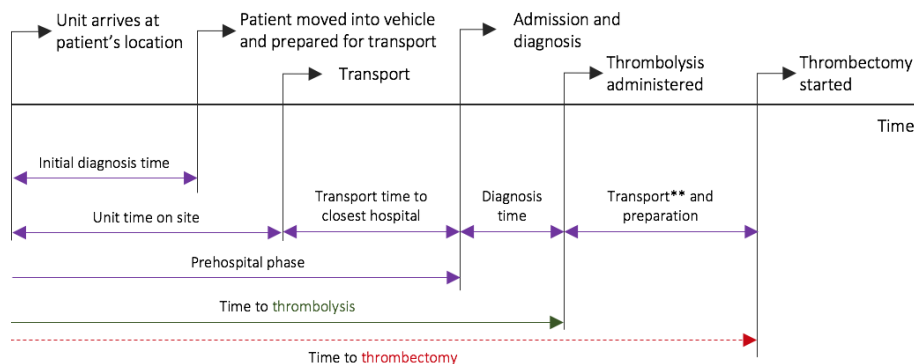 Unit arrives at
patient's location
Patient moved into vehicle
and prepared for transport
Admission and
diagnosis
Transport
Thrombolysis
administered
Thrombectomy
started
Time
Initial diagnosis time
Unit time on site
Transport time to
closest hospital
Diagnosis
time
Transport** and
preparation
Prehospital phase
Time to thrombolysis
Time to thrombectomy